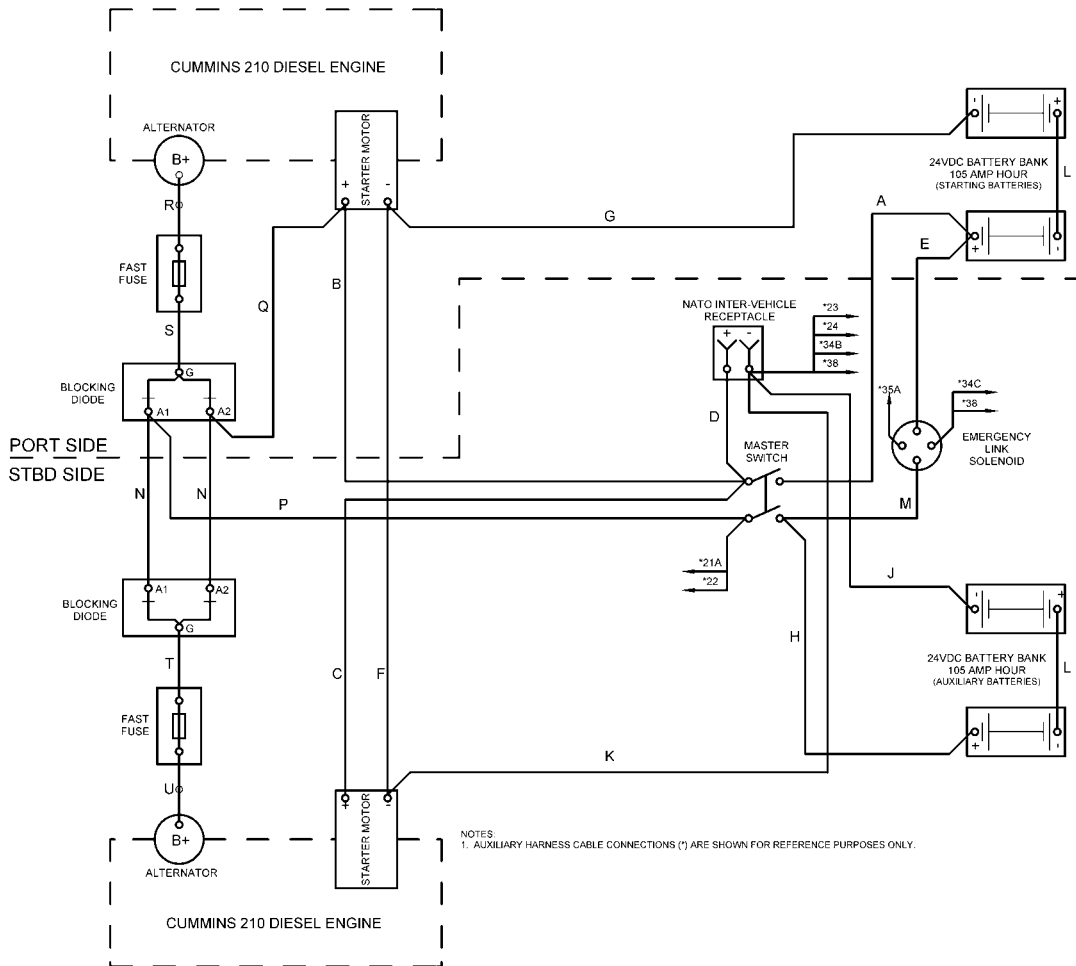 CUMMINS 210 DIESEL ENGINE
ALTERNATOR
B+
STARTER MOTOR
+
-
-
+
24VDC BATTERY BANK
105 AMP HOUR
(STARTING BATTERIES)
L
R
G
A
E
+
-
FAST
FUSE
B
Q
S
NATO INTER-VEHICLE
RECEPTACLE
+
-
*23
*24
*34B
*38
G
BLOCKING
DIODE
A1
A2
D
*35A
*34C
*38
EMERGENCY
LINK
SOLENOID
PORT SIDE
STBD SIDE
MASTER
SWITCH
N
N
P
M
*21A
*22
J
A1
A2
BLOCKING
DIODE
G
-
+
H
24VDC BATTERY BANK
105 AMP HOUR
(AUXILIARY BATTERIES)
L
T
C
F
FAST
FUSE
+
-
K
U
+
-
STARTER MOTOR
B+
ALTERNATOR
NOTES:
1. AUXILIARY HARNESS CABLE CONNECTIONS (*) ARE SHOWN FOR REFERENCE PURPOSES ONLY.
CUMMINS 210 DIESEL ENGINE